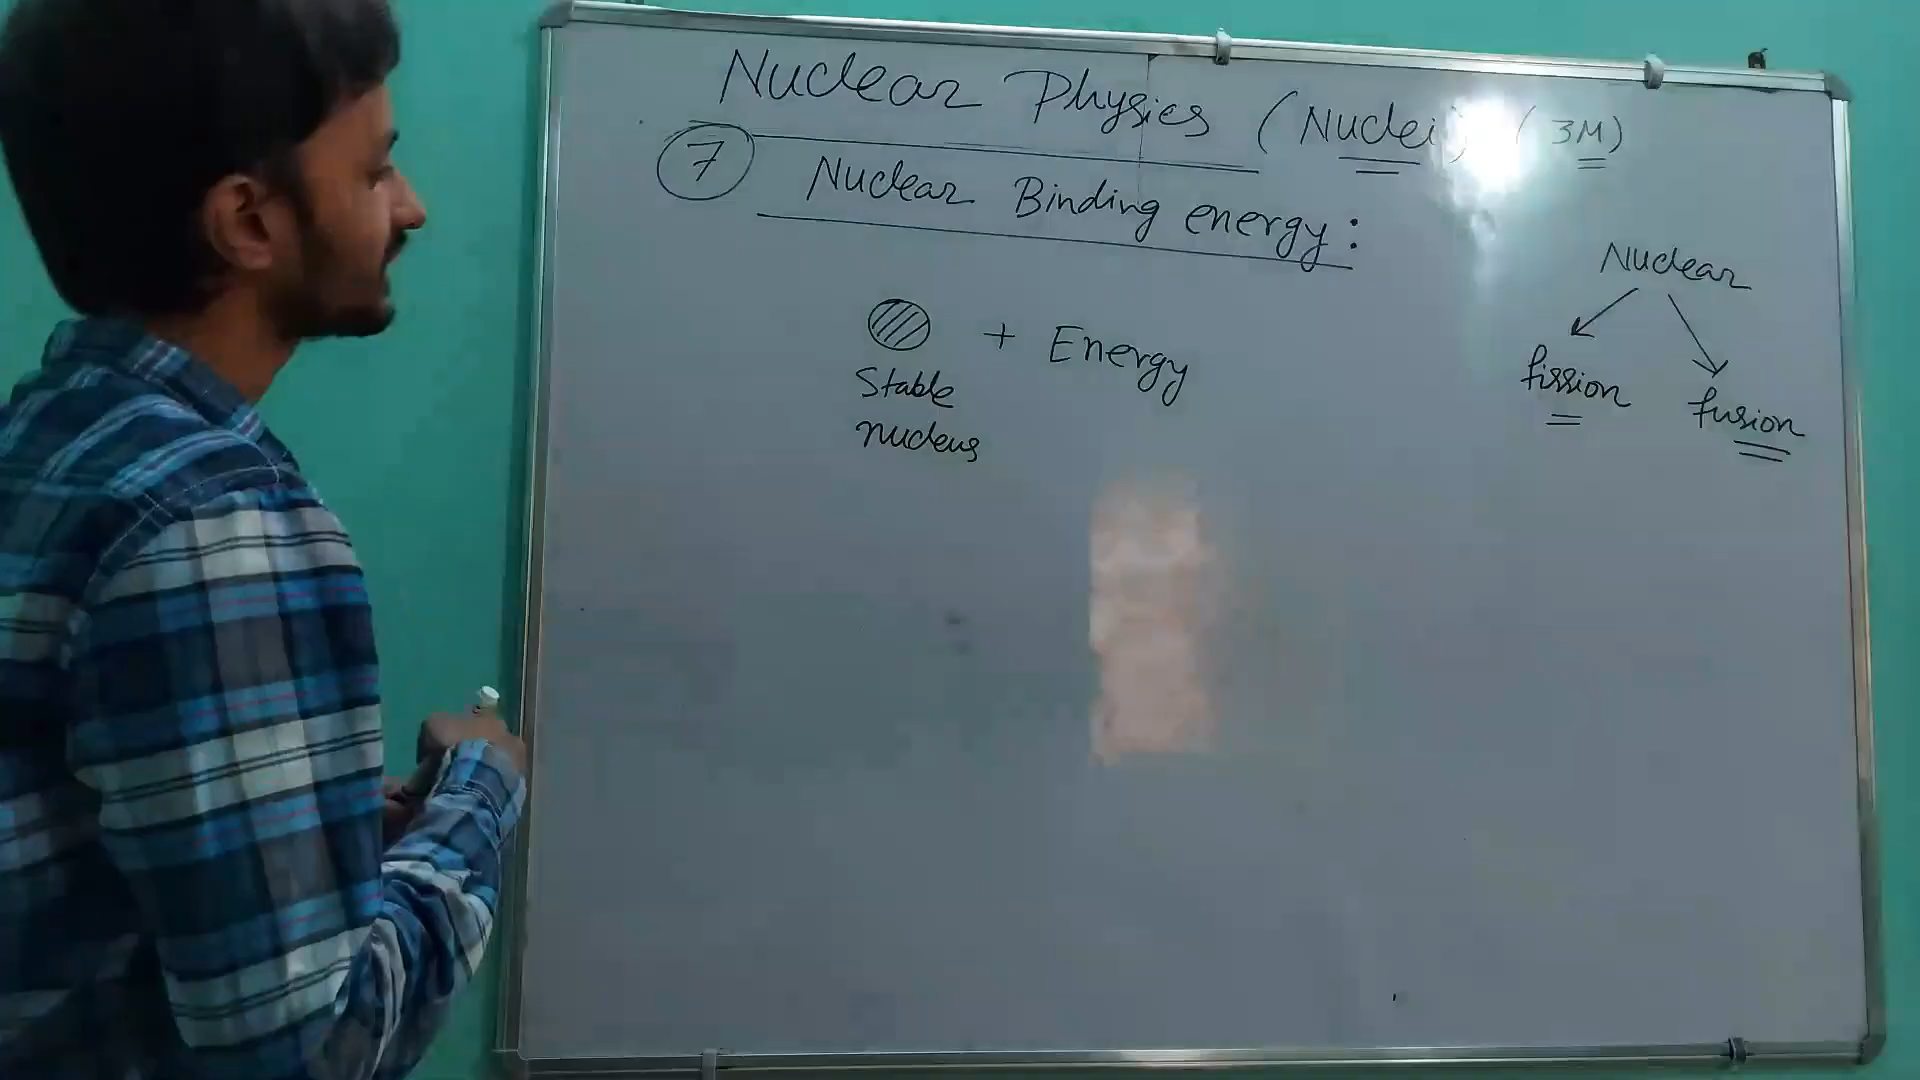 Nuclear Physics (Nuclei) (3M)
7 Nuclear Binding energy:
+ Energy
Stable
nucleus
Nuclear
fission
fusion